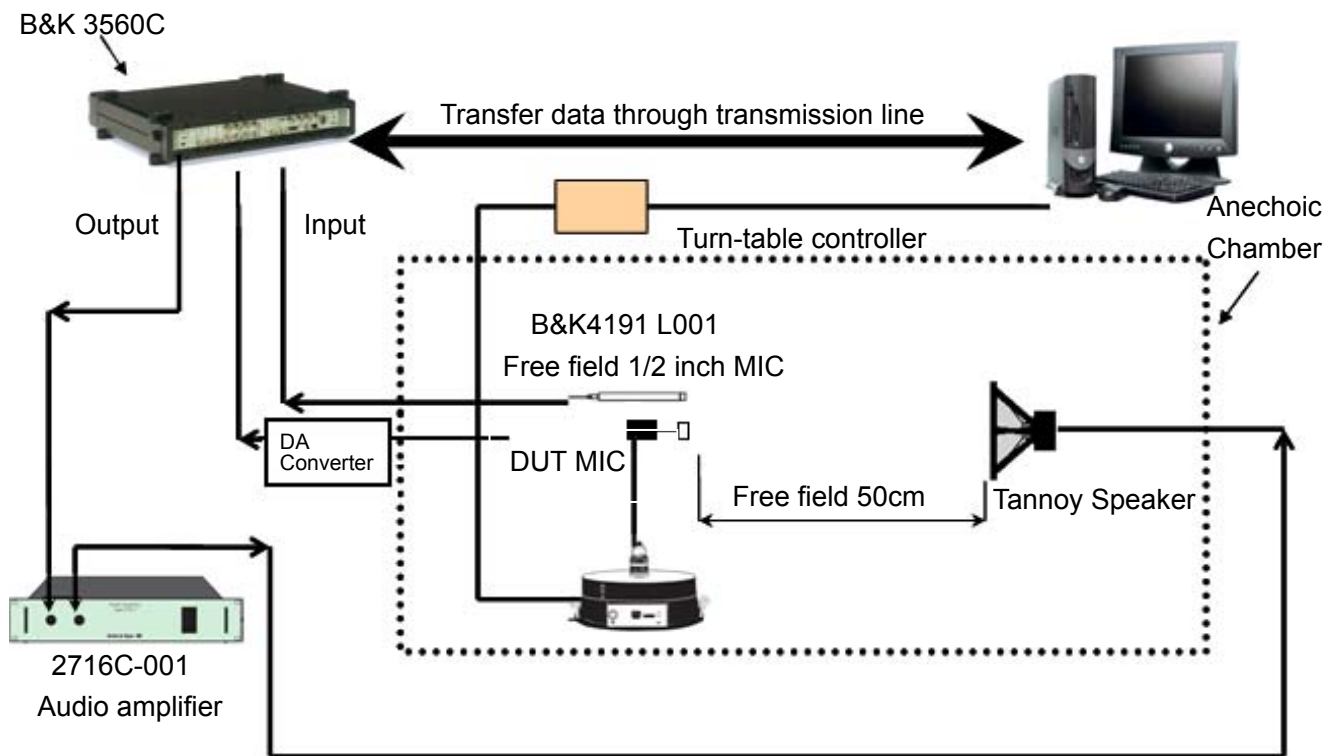 B&K 3560C
Transfer data through transmission line
Output
Input
Turn-table controller
Anechoic
Chamber
B&K4191 L001
Free field 1/2 inch MIC
DA
Converter
DUT MIC
Free field 50cm
Tannoy Speaker
2716C-001
Audio amplifier